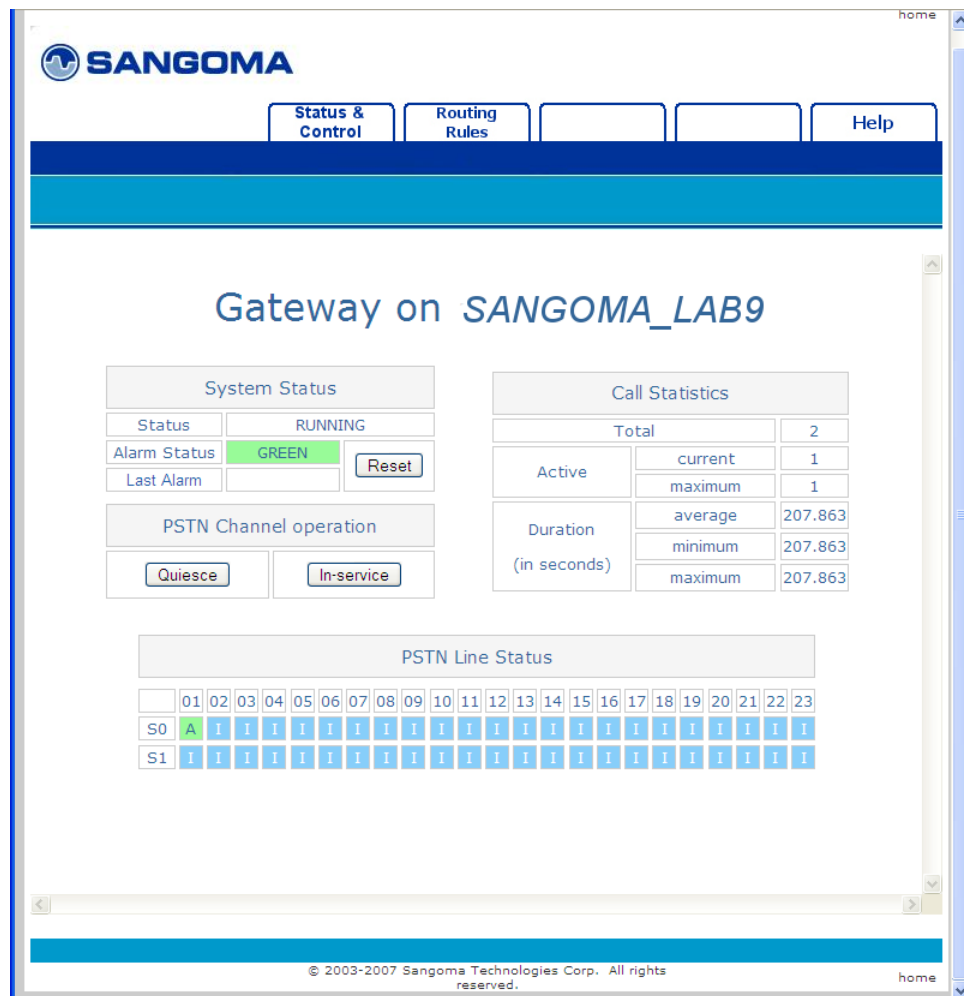 home
SANGOMA
Status & Control
Routing Rules
Help
Gateway on SANGOMA_LAB9
System Status
Status RUNNING
Alarm Status GREEN
Reset
Last Alarm
PSTN Channel operation
Quiesce In-service
Call Statistics
Total 2
Active current 1
maximum 1
Duration (in seconds) average 207.863
minimum 207.863
maximum 207.863
PSTN Line Status
01 02 03 04 05 06 07 08 09 10 11 12 13 14 15 16 17 18 19 20 21 22 23
S0 A I I I I I I I I I I I I I I I I I I I I I I
S1 I I I I I I I I I I I I I I I I I I I I I I I
© 2003-2007 Sangoma Technologies Corp. All rights
reserved.
home